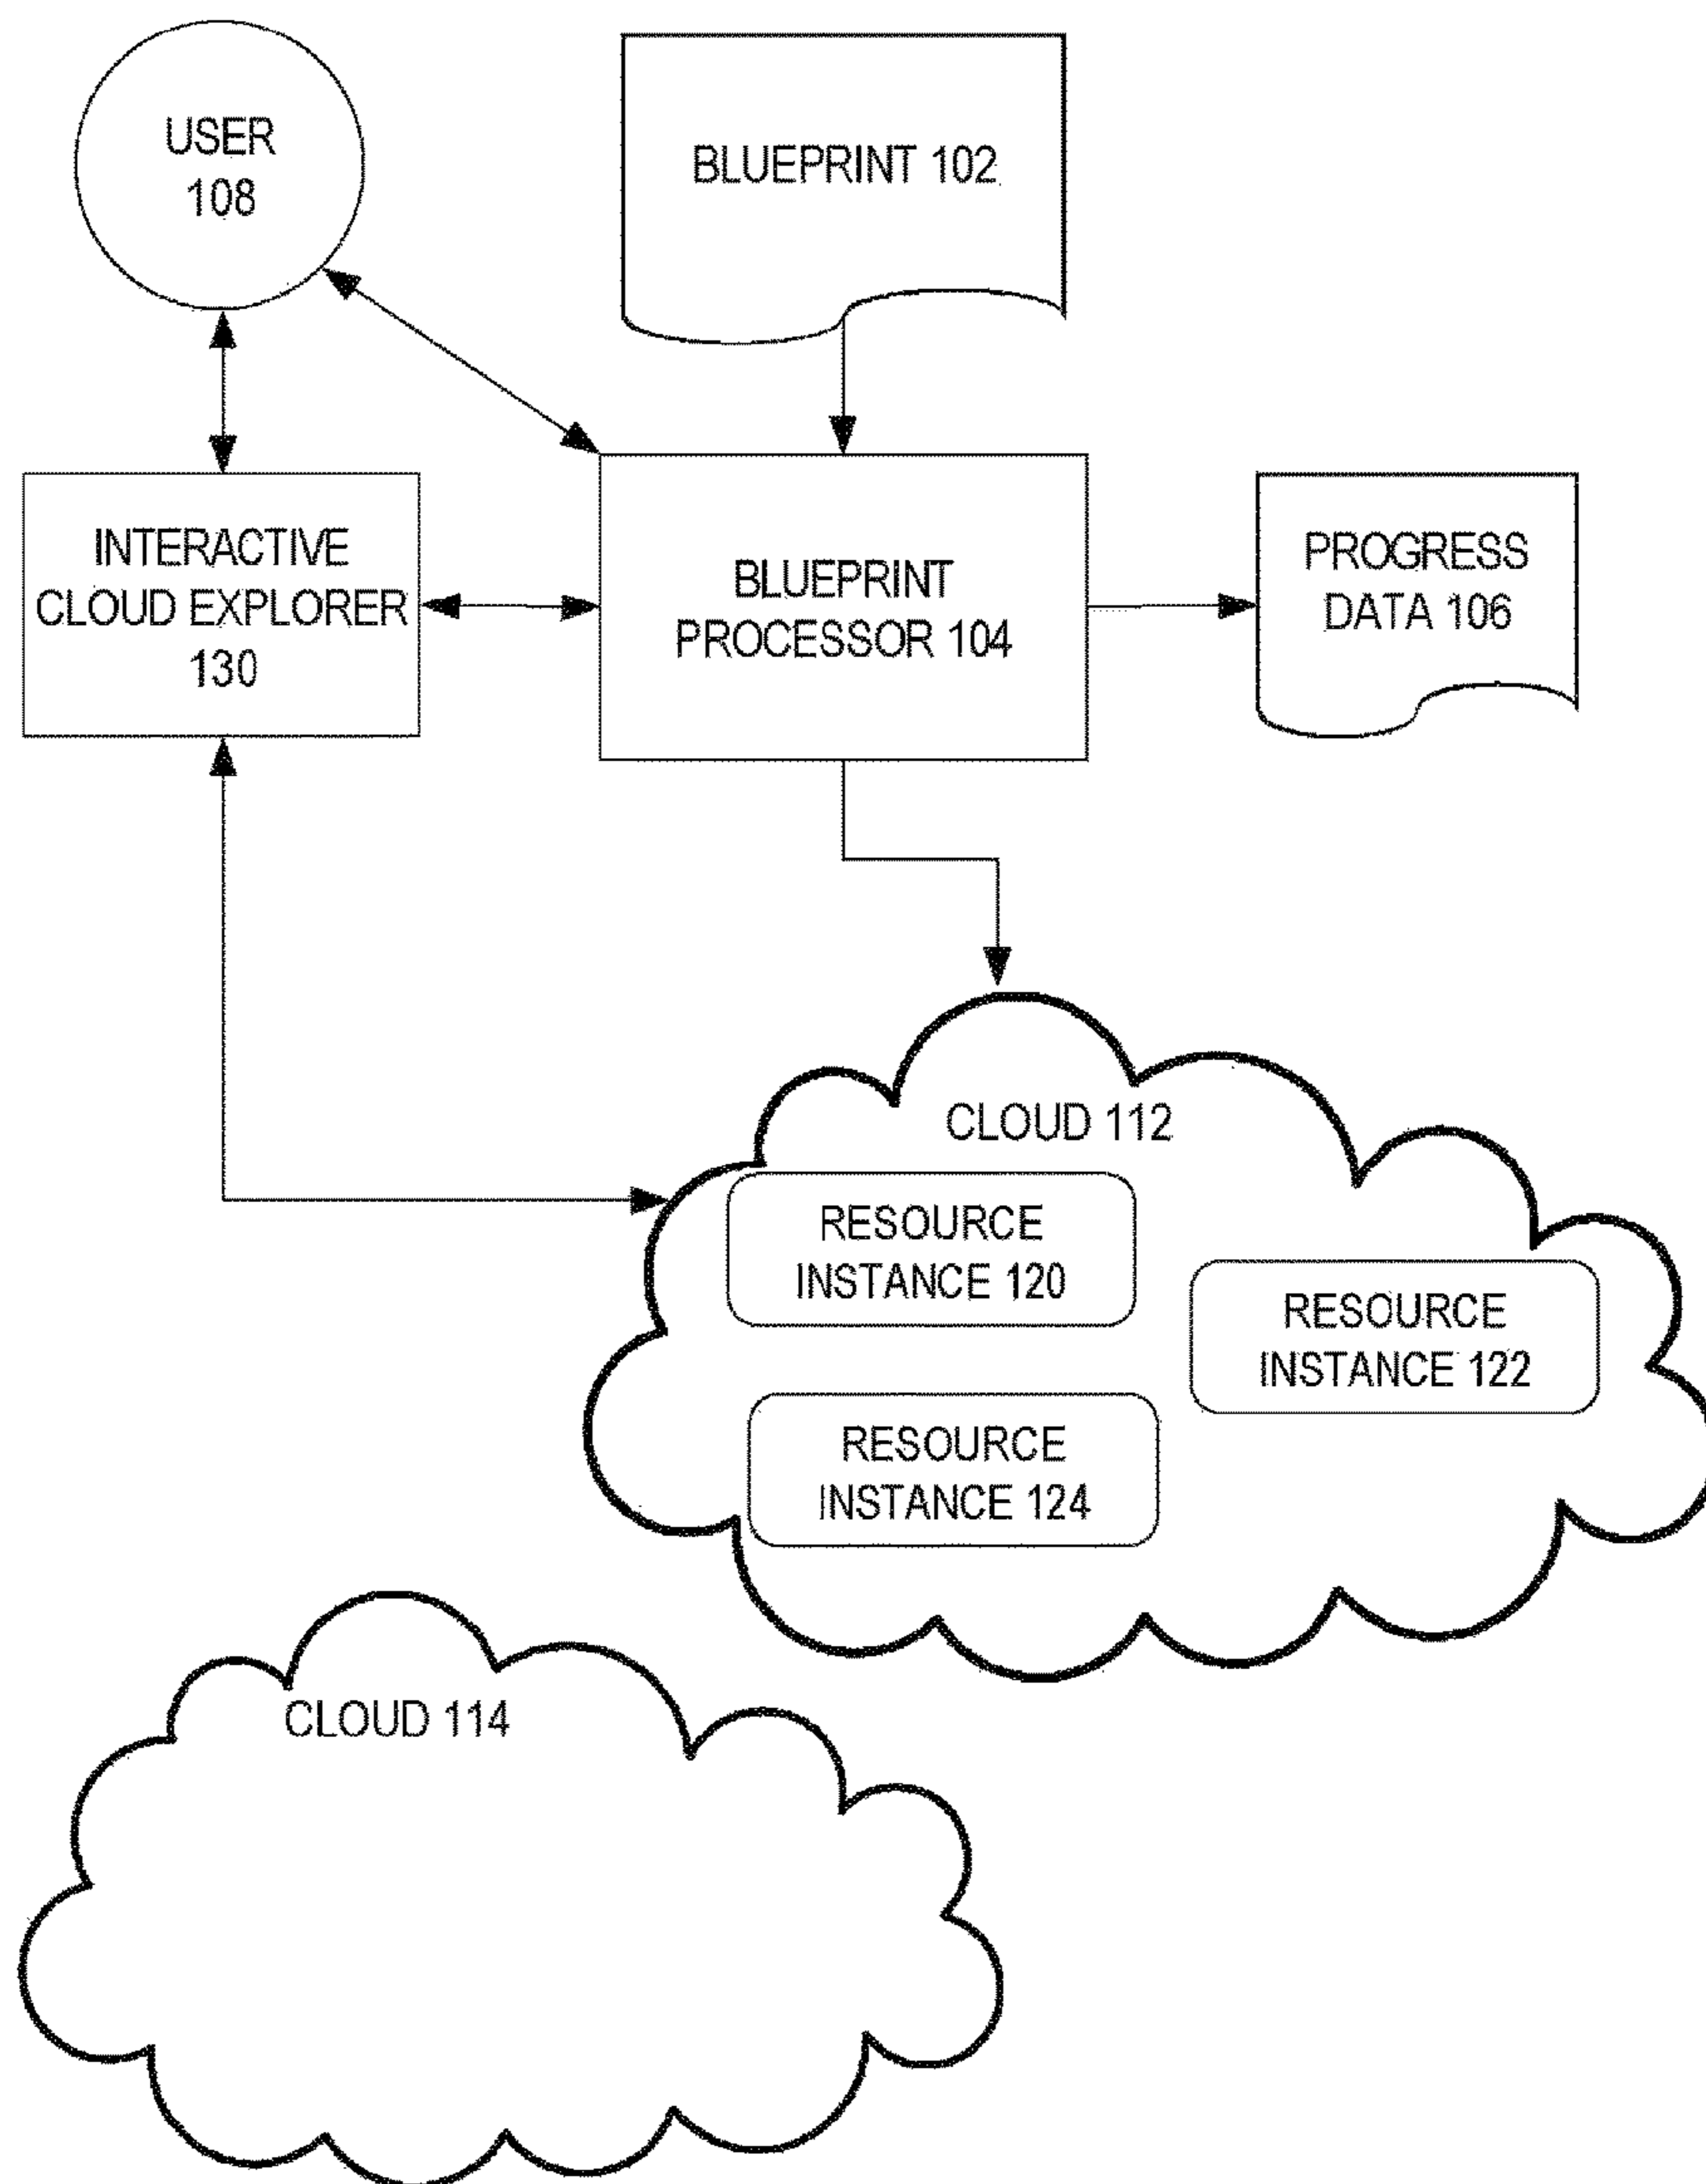 USER
108
BLUEPRINT 102
INTERACTIVE
CLOUD EXPLORER
130
BLUEPRINT
PROCESSOR 104
PROGRESS
DATA 106
CLOUD 112
RESOURCE
INSTANCE 120
RESOURCE
INSTANCE 122
RESOURCE
INSTANCE 124
CLOUD 114